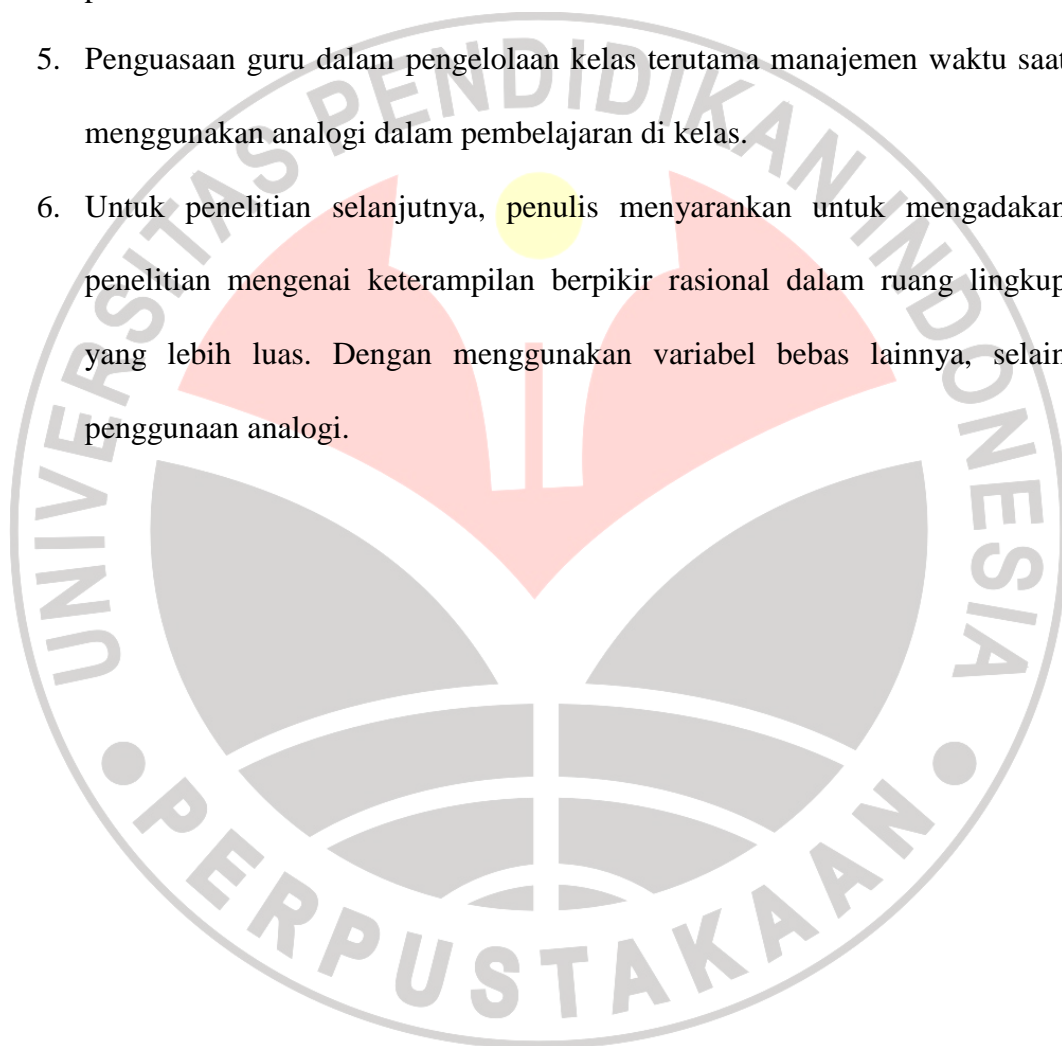 5. Penguasaan guru dalam pengelolaan kelas terutama manajemen waktu saat
menggunakan analogi dalam pembelajaran di kelas.
6. Untuk penelitian selanjutnya, penulis menyarankan untuk mengadakan
penelitian mengenai keterampilan berpikir rasional dalam ruang lingkup
yang lebih luas. Dengan menggunakan variabel bebas lainnya, selain
penggunaan analogi.
UNIVERSITAS PENDIDIKAN INDONESIA
PERPUSTAKAAN